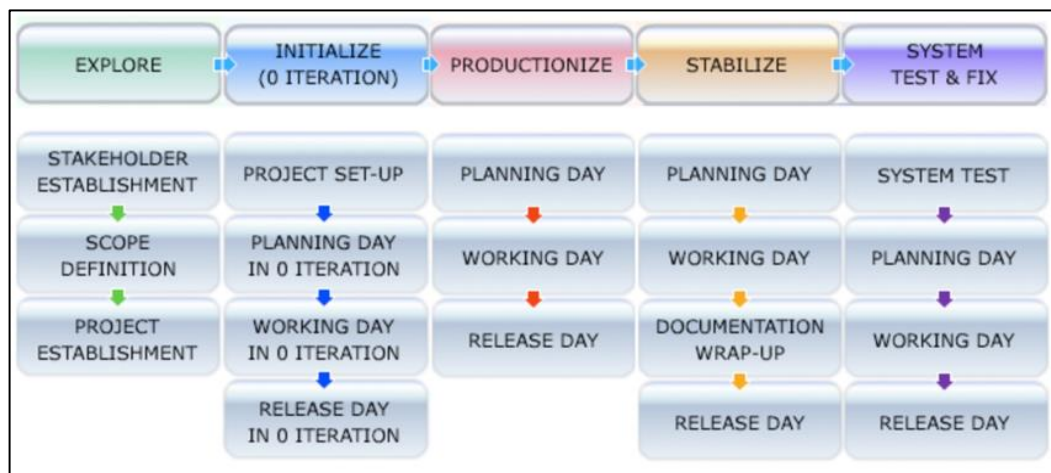 EXPLORE
INITIALIZE
(0 ITERATION)
PRODUCTIONIZE
STABILIZE
SYSTEM
TEST & FIX
STAKEHOLDER
ESTABLISHMENT
SCOPE
DEFINITION
PROJECT
ESTABLISHMENT
PROJECT SET-UP
PLANNING DAY
IN 0 ITERATION
WORKING DAY
IN 0 ITERATION
RELEASE DAY
IN 0 ITERATION
PLANNING DAY
WORKING DAY
RELEASE DAY
PLANNING DAY
WORKING DAY
DOCUMENTATION
WRAP-UP
RELEASE DAY
SYSTEM TEST
PLANNING DAY
WORKING DAY
RELEASE DAY